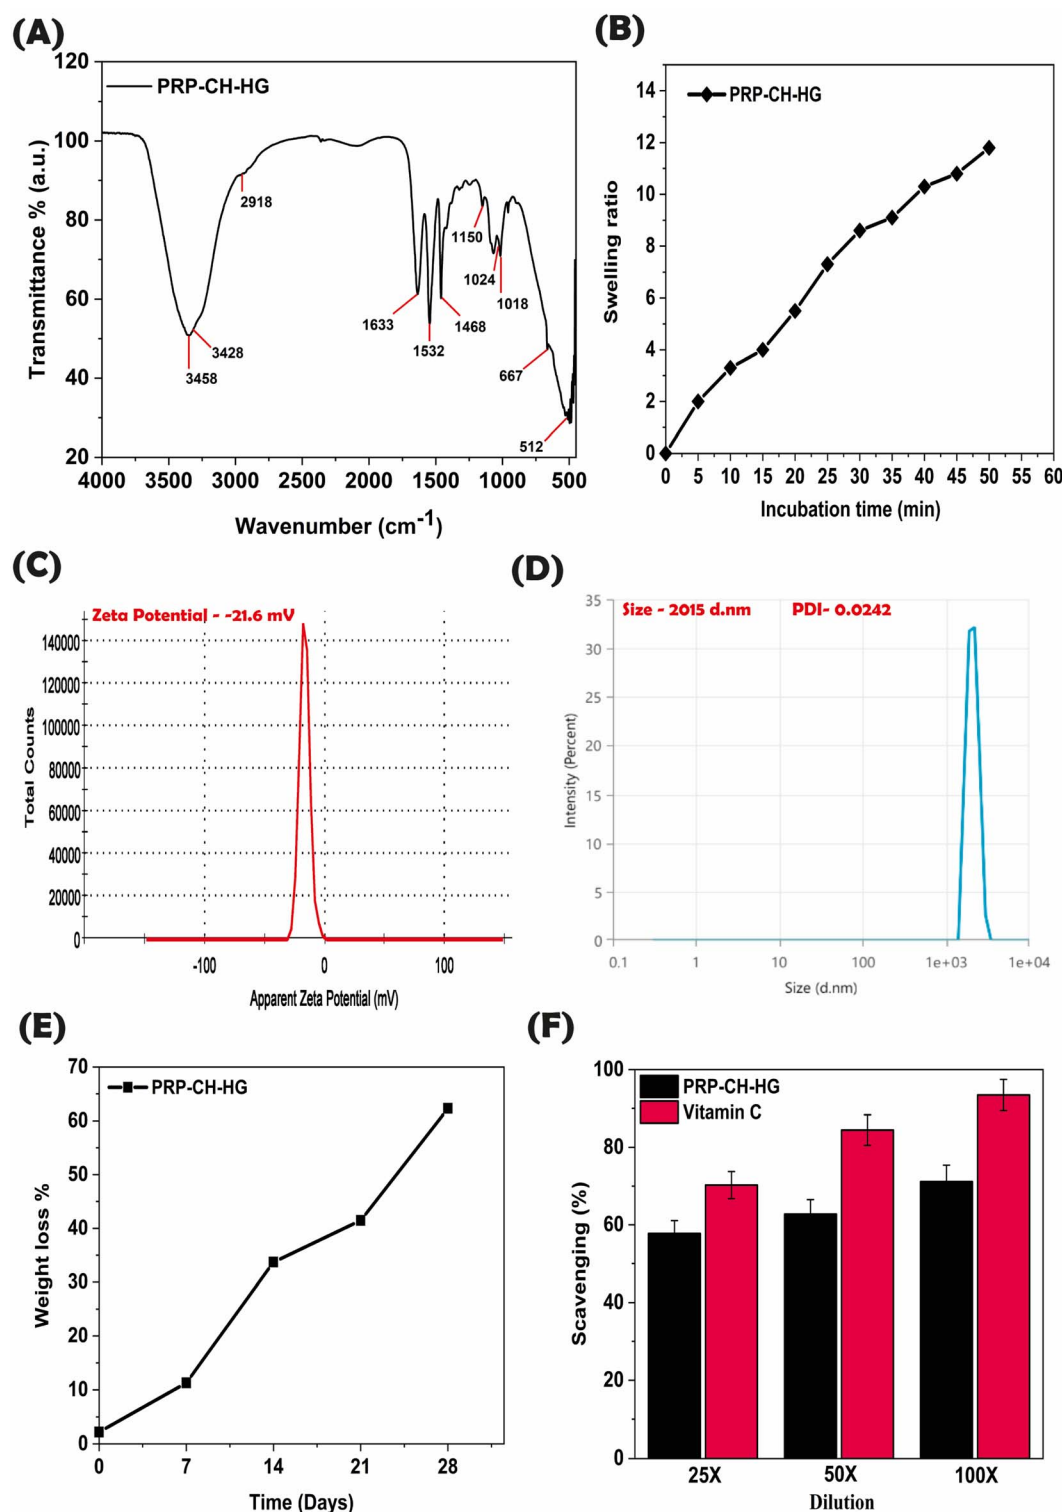 (A)
120
100
80
60
40
20
Transmittance % (a.u.)
PRP-CH-HG
2918
3428
3458
1633
1532
1468
1150
1024
1018
667
512
4000 3500 3000 2500 2000 1500 1000 500
Wavenumber (cm-1)
(B)
14
12
10
8
6
4
2
0
Swelling ratio
PRP-CH-HG
0 5 10 15 20 25 30 35 40 45 50 55 60
Incubation time (min)
(C)
Zeta Potential - -21.6 mV
140000
120000
100000
80000
60000
40000
20000
0
Total Counts
-100 0 100
Apparent Zeta Potential (mV)
(D)
Size - 2015 d.nm PDI- 0.0242
35
30
25
20
15
10
5
0
Intensity (Percent)
0.1 1 10 100 1e+03 1e+04
Size (d.nm)
(E)
70
60
50
40
30
20
10
0
Weight loss %
PRP-CH-HG
0 7 14 21 28
Time (Days)
(F)
100
80
60
40
20
0
Scavenging (%)
PRP-CH-HG
Vitamin C
25X 50X 100X
Dilution